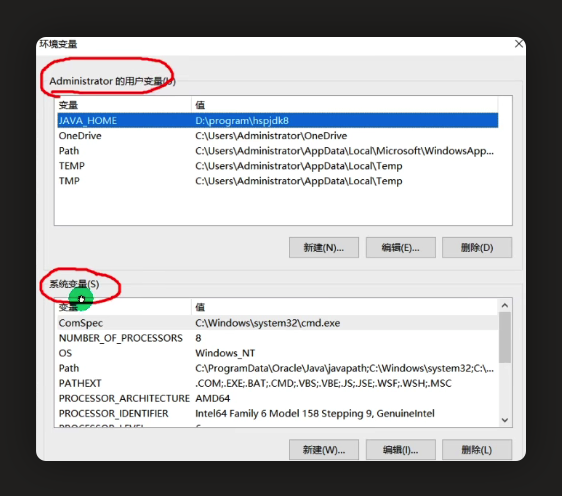 环境变量
Administrator 的用户变量(U)
变量 值
JAVA_HOME D:\program\hspjdk8
OneDrive C:\Users\Administrator\OneDrive
Path C:\Users\Administrator\AppData\Local\Microsoft\WindowsApp...
TEMP C:\Users\Administrator\AppData\Local\Temp
TMP C:\Users\Administrator\AppData\Local\Temp
新建(N)... 编辑(E)... 删除(D)
系统变量(S)
变量 值
ComSpec C:\Windows\system32\cmd.exe
NUMBER_OF_PROCESSORS 8
OS Windows_NT
Path C:\ProgramData\Oracle\Java\javapath;C:\Windows\system32;C:\...
PATHEXT .COM;.EXE;.BAT;.CMD;.VBS;.VBE;.JS;.JSE;.WSF;.WSH;.MSC
PROCESSOR_ARCHITECTURE AMD64
PROCESSOR_IDENTIFIER Intel64 Family 6 Model 158 Stepping 9, GenuineIntel
新建(W)... 编辑(I)... 删除(L)